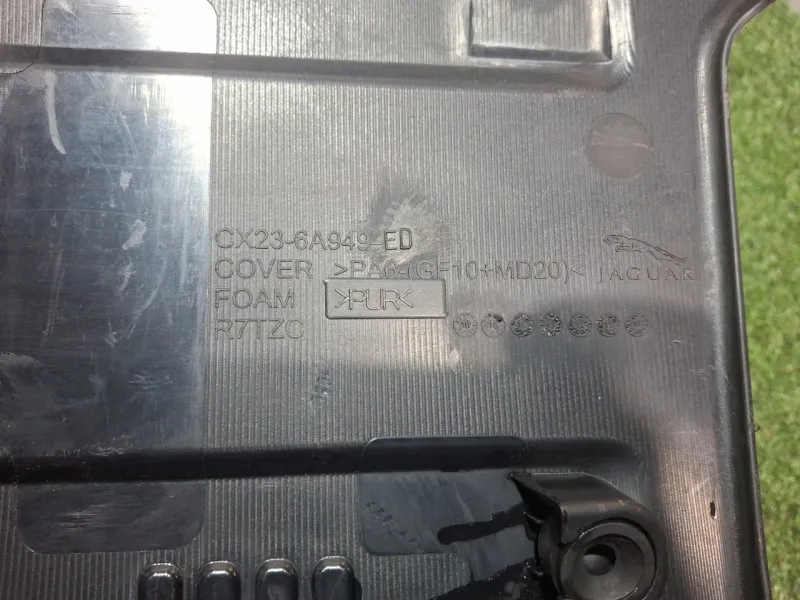 CX23-6A949-ED
COVER >PA6-(GF10+MD20)<
JAGUAR
FOAM >PUR<
R7TZC